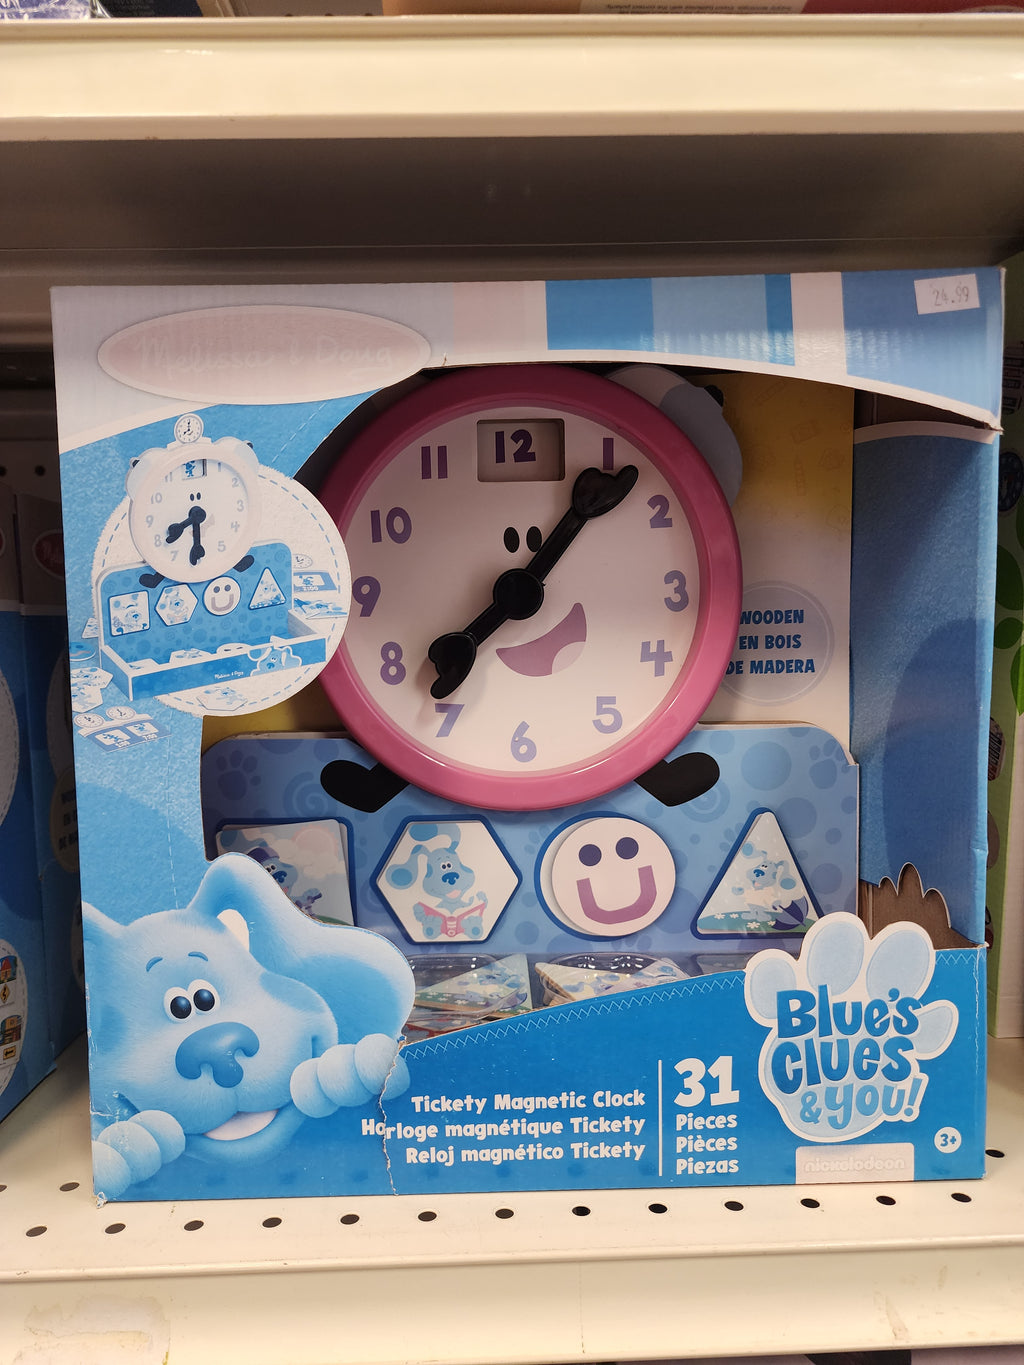 24.99
Melissa & Doug
12
1
2
3
4
5
6
7
8
9
10
11
WOODEN
EN BOIS
DE MADERA
Melissa & Doug
Tickety Magnetic Clock
Horloge magnétique Tickety
Reloj magnético Tickety
31
Pieces
Pièces
Piezas
Blue's
Clues
& you!
nickelodeon
3+